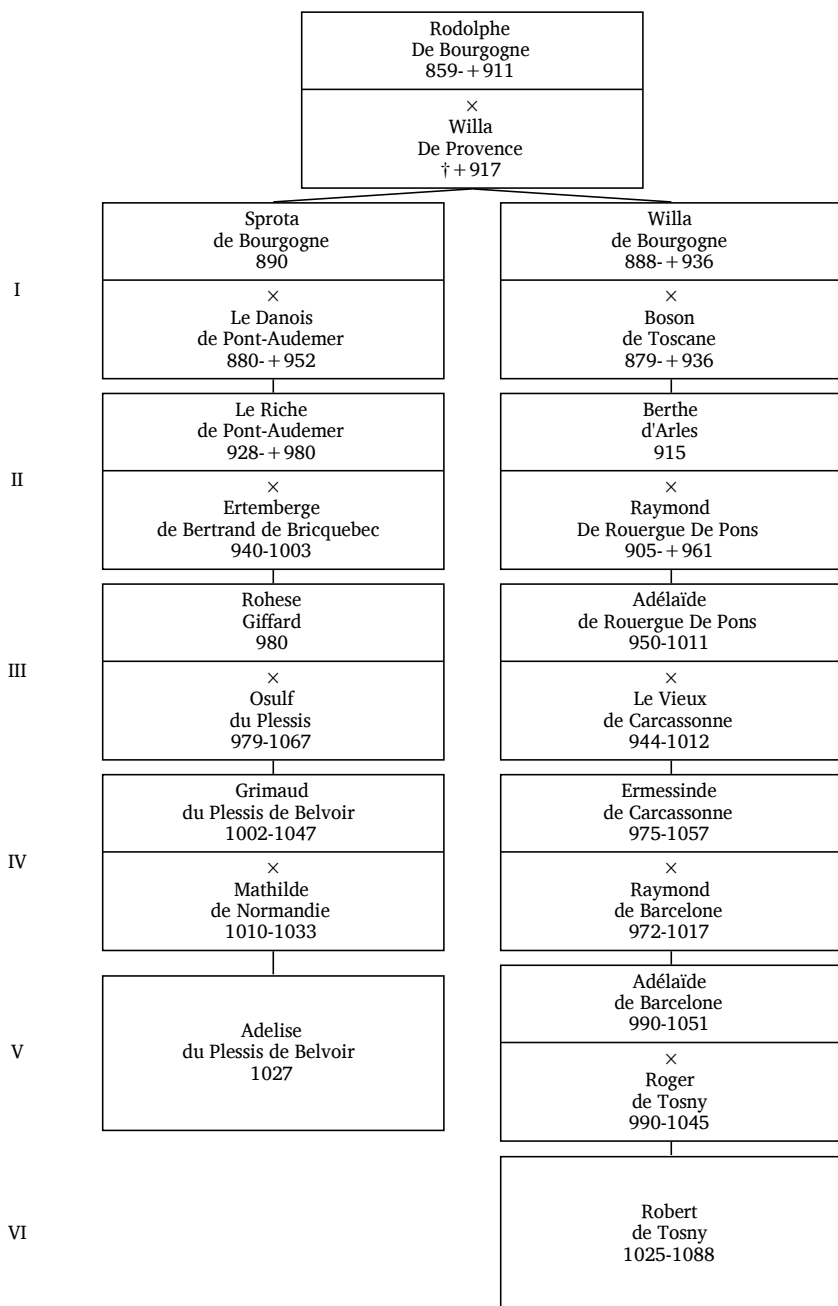 Rodolphe
De Bourgogne
859-+911
×
Willa
De Provence
†+917
I
Sprota
de Bourgogne
890
×
Le Danois
de Pont-Audemer
880-+952
Willa
de Bourgogne
888-+936
×
Boson
de Toscane
879-+936
II
Le Riche
de Pont-Audemer
928-+980
×
Ertemberge
de Bertrand de Bricquebec
940-1003
Berthe
d'Arles
915
×
Raymond
De Rouergue De Pons
905-+961
III
Rohese
Giffard
980
×
Osulf
du Plessis
979-1067
Adélaïde
de Rouergue De Pons
950-1011
×
Le Vieux
de Carcassonne
944-1012
IV
Grimaud
du Plessis de Belvoir
1002-1047
×
Mathilde
de Normandie
1010-1033
Ermessinde
de Carcassonne
975-1057
×
Raymond
de Barcelone
972-1017
V
Adelise
du Plessis de Belvoir
1027
Adélaïde
de Barcelone
990-1051
×
Roger
de Tosny
990-1045
VI
Robert
de Tosny
1025-1088